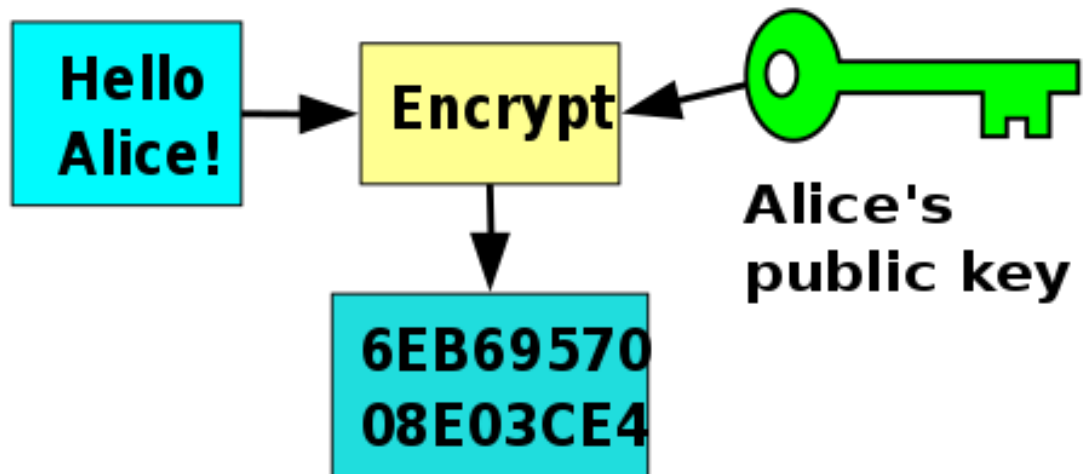 Hello
Alice!
Encrypt
Alice's
public key
6EB69570
08E03CE4